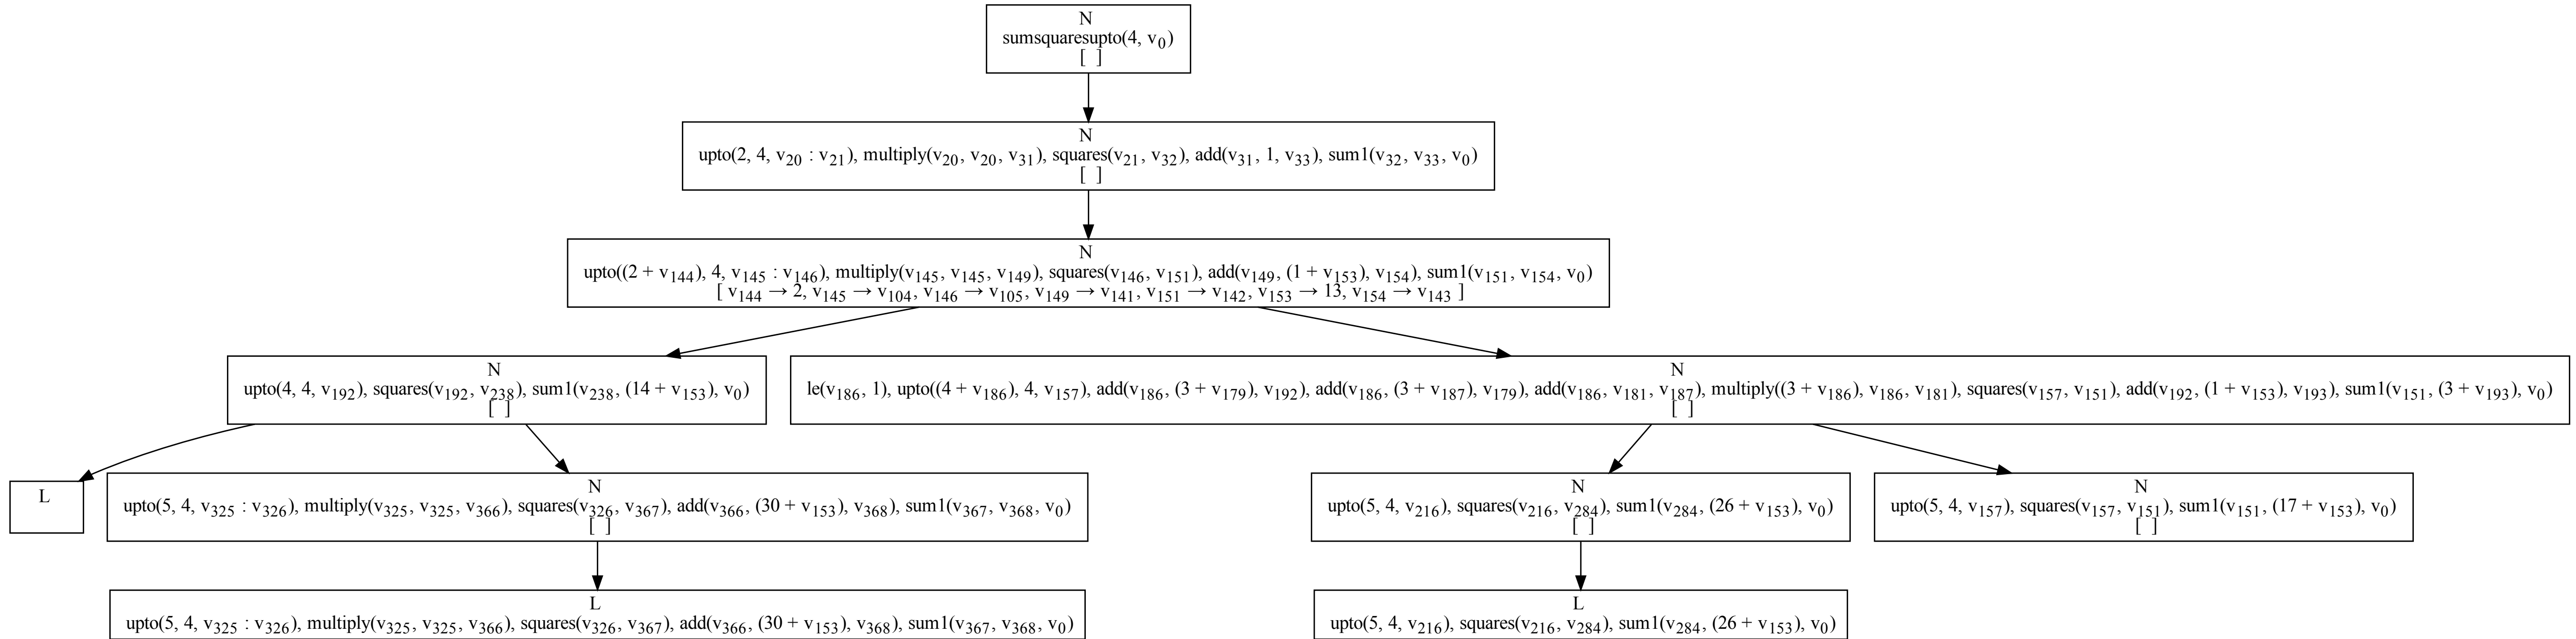 N
sumsquaresupto(4, v₀)
[ ]
N
upto(2, 4, v₂₀ : v₂₁), multiply(v₂₀, v₂₀, v₃₁), squares(v₂₁, v₃₂), add(v₃₁, 1, v₃₃), sum1(v₃₂, v₃₃, v₀)
[ ]
N
upto((2 + v₁₄₄), 4, v₁₄₅ : v₁₄₆), multiply(v₁₄₅, v₁₄₅, v₁₄₉), squares(v₁₄₆, v₁₅₁), add(v₁₄₉, (1 + v₁₅₃), v₁₅₄), sum1(v₁₅₁, v₁₅₄, v₀)
[ v₁₄₄ → 2, v₁₄₅ → v₁₀₄, v₁₄₆ → v₁₀₅, v₁₄₉ → v₁₄₁, v₁₅₁ → v₁₄₂, v₁₅₃ → 13, v₁₅₄ → v₁₄₃ ]
N
upto(4, 4, v₁₉₂), squares(v₁₉₂, v₂₃₈), sum1(v₂₃₈, (14 + v₁₅₃), v₀)
[ ]
N
le(v₁₈₆, 1), upto((4 + v₁₈₆), 4, v₁₅₇), add(v₁₈₆, (3 + v₁₇₉), v₁₉₂), add(v₁₈₆, (3 + v₁₈₇), v₁₇₉), add(v₁₈₆, v₁₈₁, v₁₈₇), multiply((3 + v₁₈₆), v₁₈₆, v₁₈₁), squares(v₁₅₇, v₁₅₁), add(v₁₉₂, (1 + v₁₅₃), v₁₉₃), sum1(v₁₅₁, (3 + v₁₉₃), v₀)
[ ]
L
N
upto(5, 4, v₃₂₅ : v₃₂₆), multiply(v₃₂₅, v₃₂₅, v₃₆₆), squares(v₃₂₆, v₃₆₇), add(v₃₆₆, (30 + v₁₅₃), v₃₆₈), sum1(v₃₆₇, v₃₆₈, v₀)
[ ]
N
upto(5, 4, v₂₁₆), squares(v₂₁₆, v₂₈₄), sum1(v₂₈₄, (26 + v₁₅₃), v₀)
[ ]
N
upto(5, 4, v₁₅₇), squares(v₁₅₇, v₁₅₁), sum1(v₁₅₁, (17 + v₁₅₃), v₀)
[ ]
L
upto(5, 4, v₃₂₅ : v₃₂₆), multiply(v₃₂₅, v₃₂₅, v₃₆₆), squares(v₃₂₆, v₃₆₇), add(v₃₆₆, (30 + v₁₅₃), v₃₆₈), sum1(v₃₆₇, v₃₆₈, v₀)
L
upto(5, 4, v₂₁₆), squares(v₂₁₆, v₂₈₄), sum1(v₂₈₄, (26 + v₁₅₃), v₀)